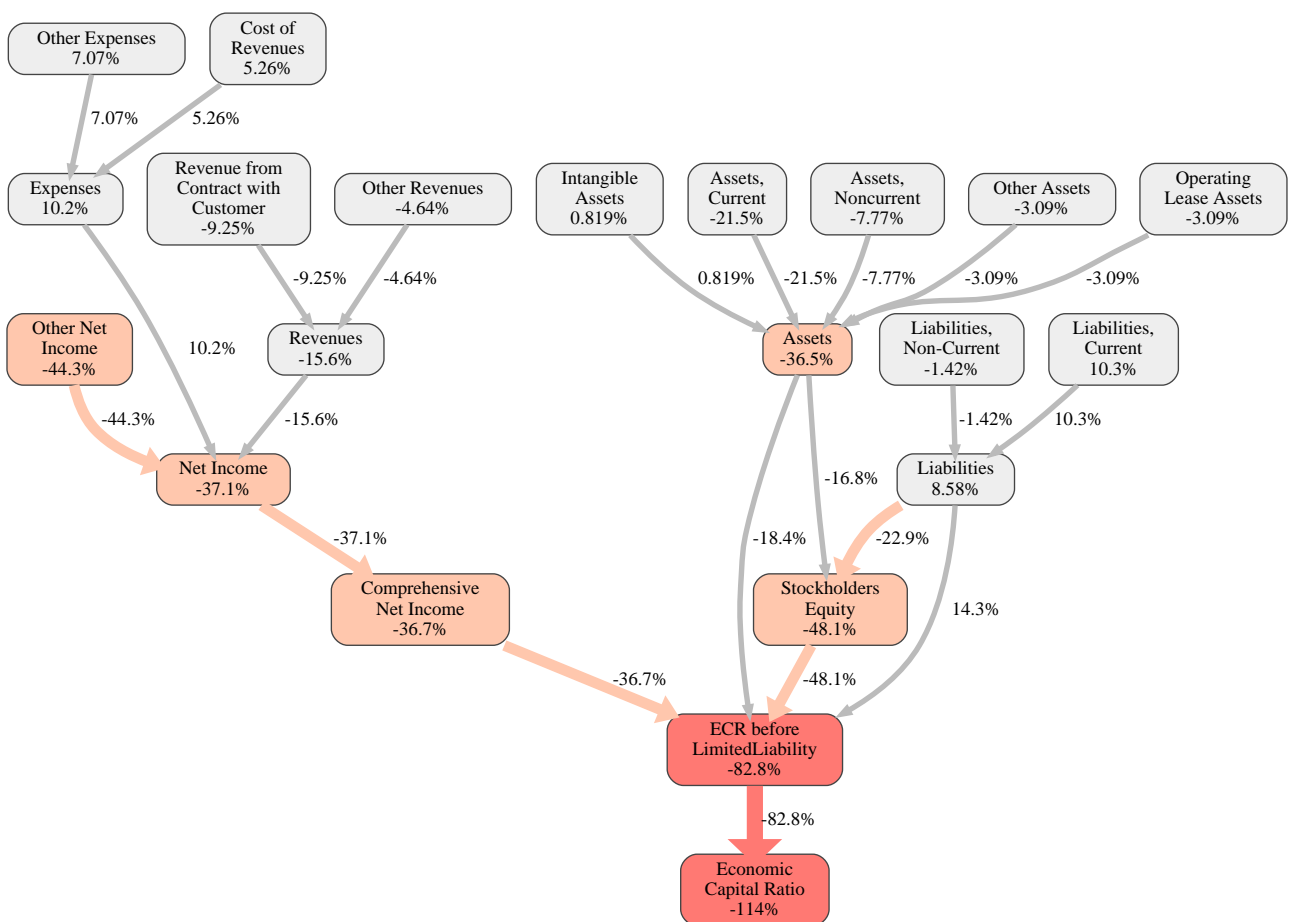 Other Expenses
7.07%
Cost of
Revenues
5.26%
7.07%
5.26%
Expenses
10.2%
Revenue from
Contract with
Customer
-9.25%
Other Revenues
-4.64%
Intangible
Assets
0.819%
Assets,
Current
-21.5%
Assets,
Noncurrent
-7.77%
Other Assets
-3.09%
Operating
Lease Assets
-3.09%
-9.25%
-4.64%
0.819%
-21.5%
-7.77%
-3.09%
-3.09%
Other Net
Income
-44.3%
10.2%
Revenues
-15.6%
Assets
-36.5%
Liabilities,
Non-Current
-1.42%
Liabilities,
Current
10.3%
-44.3%
-15.6%
-1.42%
10.3%
Net Income
-37.1%
-16.8%
Liabilities
8.58%
-37.1%
-18.4%
-22.9%
Comprehensive
Net Income
-36.7%
Stockholders
Equity
-48.1%
14.3%
-36.7%
-48.1%
ECR before
LimitedLiability
-82.8%
-82.8%
Economic
Capital Ratio
-114%